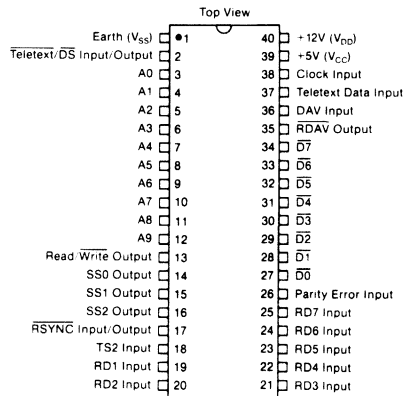 Top View
Earth (VSS) 1 40 +12V (VDD)
Teletext/DS Input/Output 2 39 +5V (VCC)
A0 3 38 Clock Input
A1 4 37 Teletext Data Input
A2 5 36 DAV Input
A3 6 35 RDAV Output
A4 7 34 D7
A5 8 33 D6
A6 9 32 D5
A7 10 31 D4
A8 11 30 D3
A9 12 29 D2
Read/Write Output 13 28 D1
SS0 Output 14 27 D0
SS1 Output 15 26 Parity Error Input
SS2 Output 16 25 RD7 Input
RSYNC Input/Output 17 24 RD6 Input
TS2 Input 18 23 RD5 Input
RD1 Input 19 22 RD4 Input
RD2 Input 20 21 RD3 Input